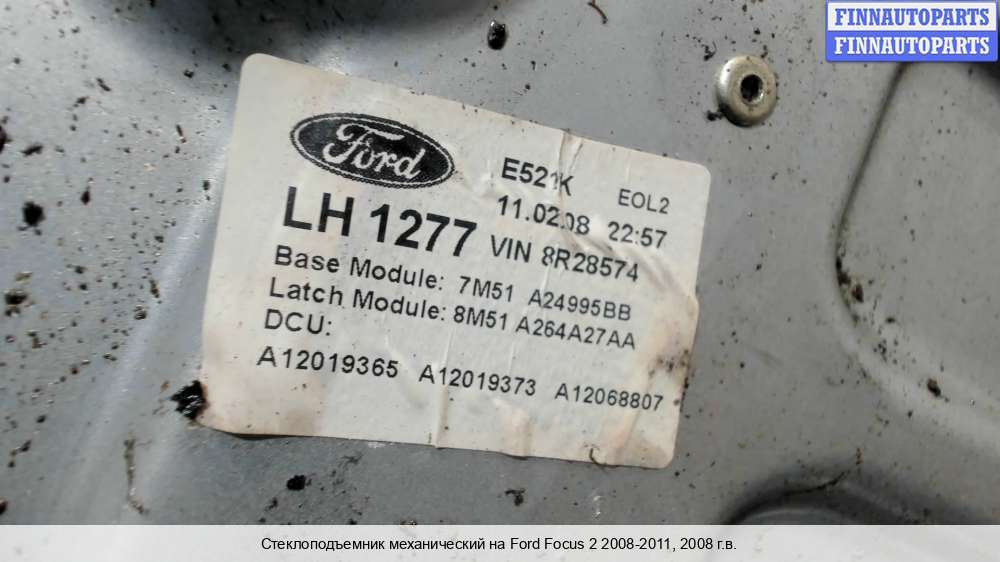 FINNAUTOPARTS
FINNAUTOPARTS
Ford
E521K EOL2
LH 1277 11.02.08 22:57
VIN 8R28574
Base Module: 7M51 A24995BB
Latch Module: 8M51 A264A27AA
DCU:
A12019365 A12019373 A12068807
Стеклоподъемник механический на Ford Focus 2 2008-2011, 2008 г.в.